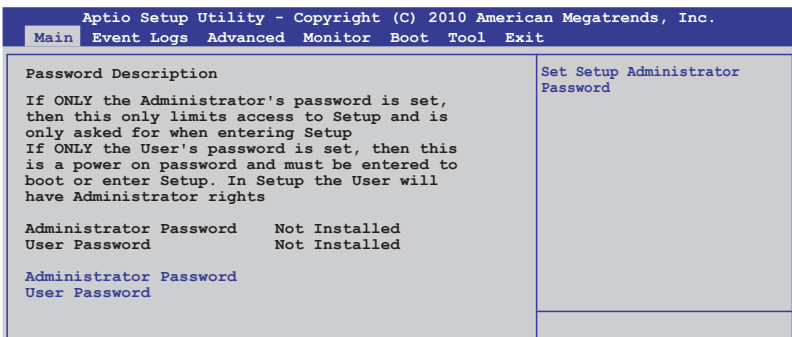 Aptio Setup Utility - Copyright (C) 2010 American Megatrends, Inc.
Main Event Logs Advanced Monitor Boot Tool Exit
Password Description
If ONLY the Administrator's password is set,
then this only limits access to Setup and is
only asked for when entering Setup
If ONLY the User's password is set, then this
is a power on password and must be entered to
boot or enter Setup. In Setup the User will
have Administrator rights
Administrator Password Not Installed
User Password Not Installed
Administrator Password
User Password
Set Setup Administrator
Password